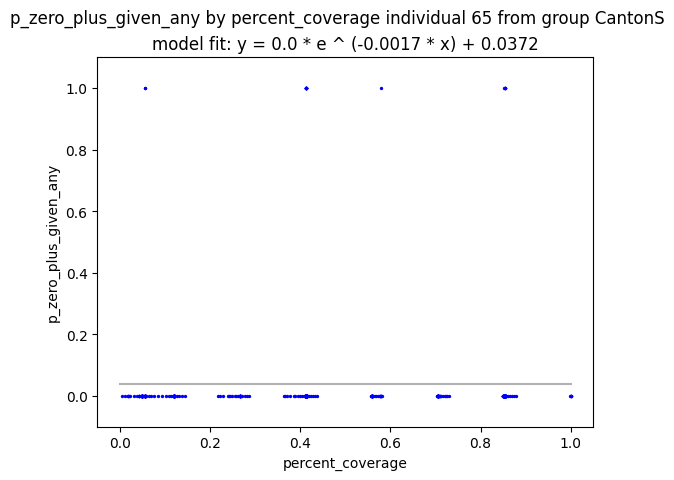 p_zero_plus_given_any by percent_coverage individual 65 from group CantonS
model fit: y = 0.0 * e ^ (-0.0017 * x) + 0.0372
1.0
0.8
0.6
0.4
0.2
0.0
p_zero_plus_given_any
0.0 0.2 0.4 0.6 0.8 1.0
percent_coverage